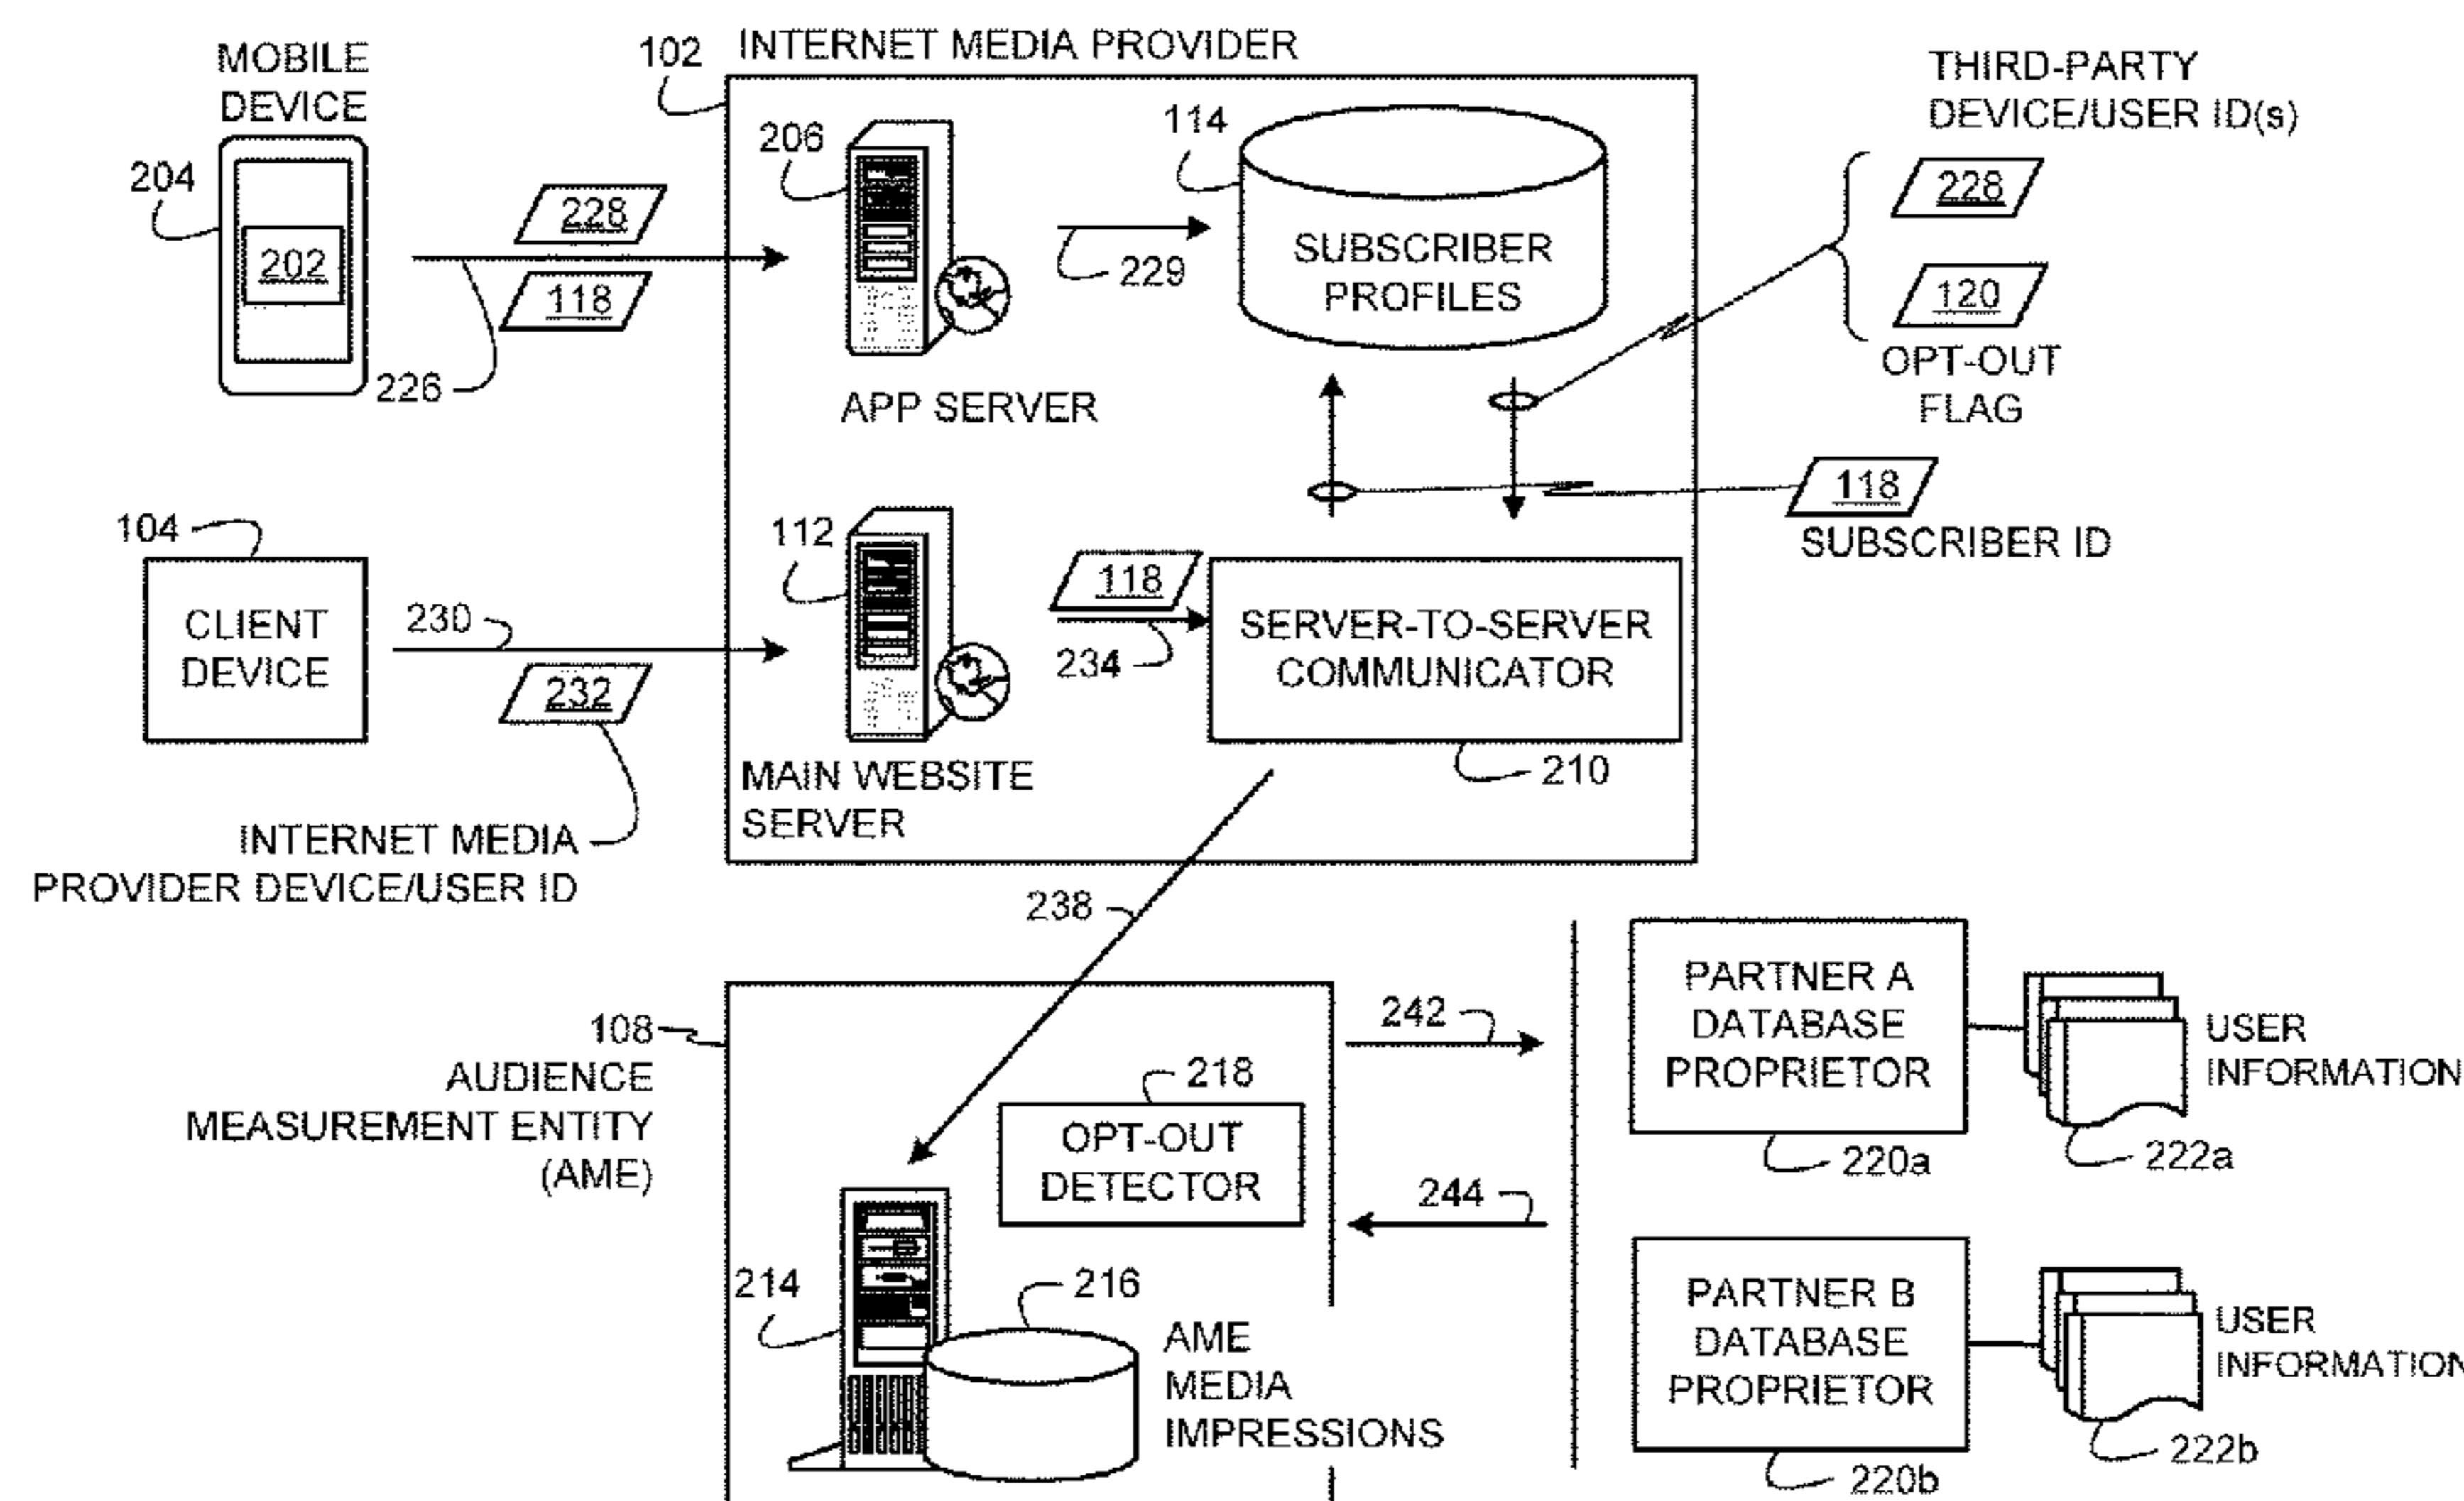 MOBILE
DEVICE
204
202
228
118
226
102
INTERNET MEDIA PROVIDER
206
APP SERVER
229
114
SUBSCRIBER
PROFILES
THIRD-PARTY
DEVICE/USER ID(s)
228
120
OPT-OUT
FLAG
118
SUBSCRIBER ID
104
CLIENT
DEVICE
230
232
INTERNET MEDIA
PROVIDER DEVICE/USER ID
112
MAIN WEBSITE
SERVER
118
234
SERVER-TO-SERVER
COMMUNICATOR
210
238
108
AUDIENCE
MEASUREMENT ENTITY
(AME)
218
OPT-OUT
DETECTOR
214
216
AME
MEDIA
IMPRESSIONS
242
244
PARTNER A
DATABASE
PROPRIETOR
220a
USER
INFORMATION
222a
PARTNER B
DATABASE
PROPRIETOR
220b
USER
INFORMATION
222b